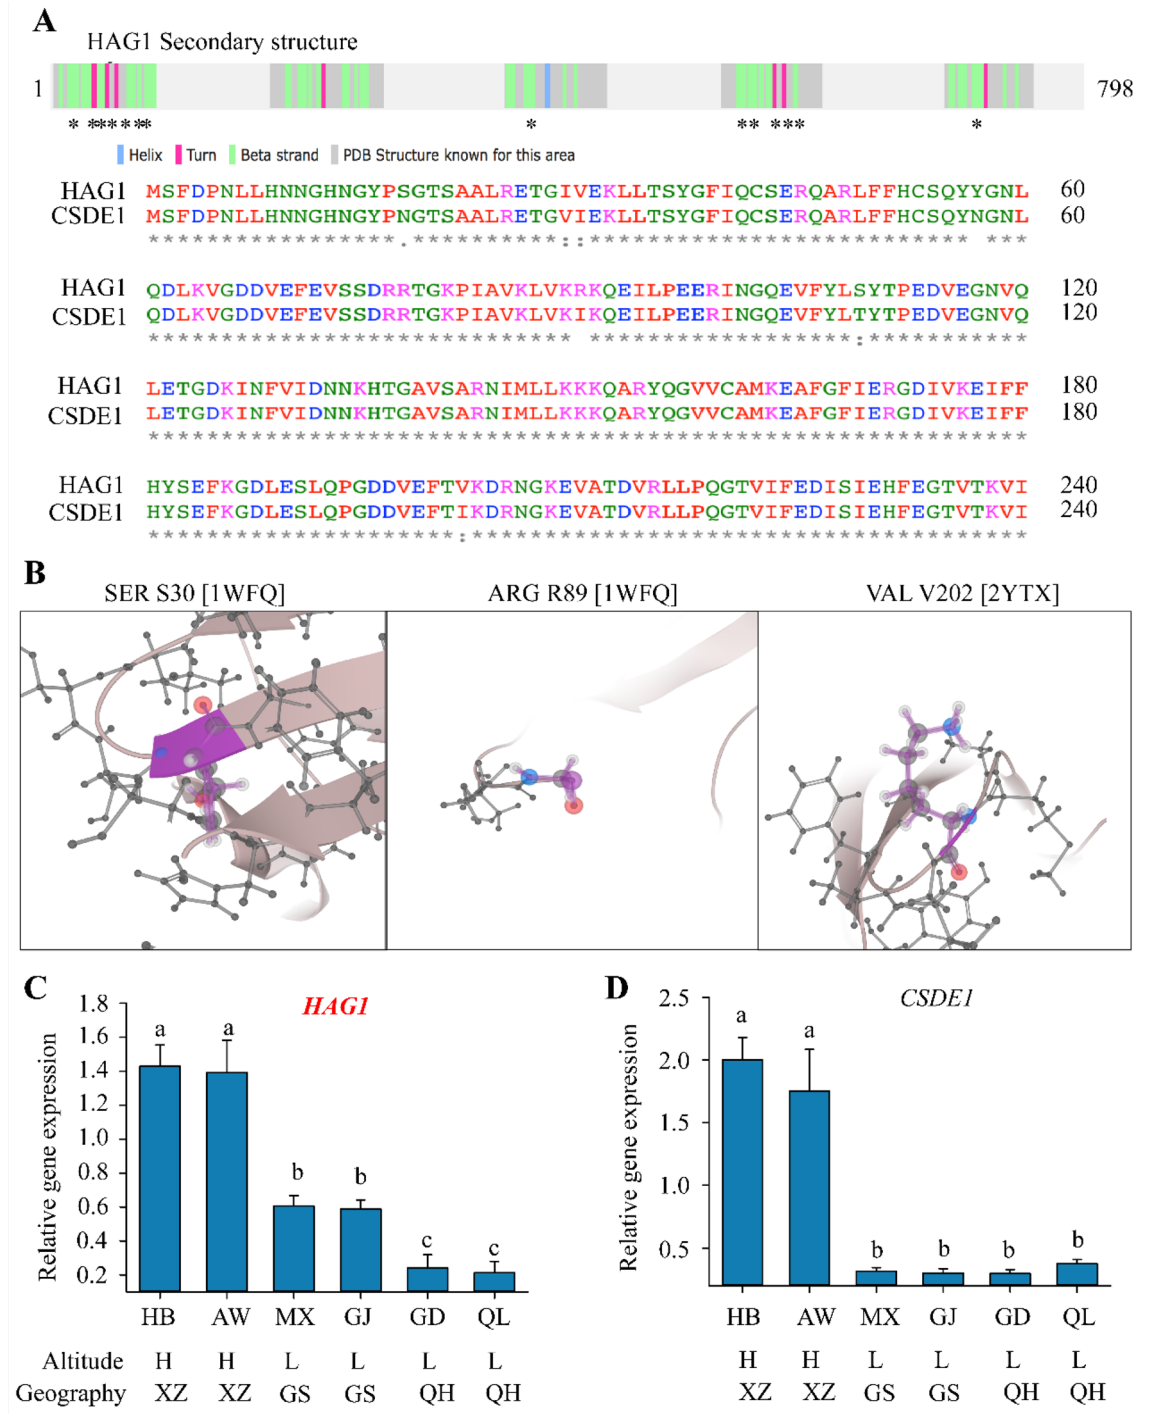 A
HAG1 Secondary structure
1 798
* ***** ** * ** *** *
Helix Turn Beta strand PDB Structure known for this area
HAG1 MSFDPNLLHNNGHNGYPSGTSAALRETGIVEKLLTSYGFIQCSERQARLFFHCSQYYGNL 60
CSDE1 MSFDPNLLHNNGHNGYPNGTSAALRETGVIEKLLTSYGFIQCSERQARLFFHCSQYNGNL 60
*****************.**********::************************** ***
HAG1 QDLKVGDDVEFEVSSDRRTGKPIAVKLVKRKQEILPEERINGQEVFYLSYTPEDVEGNVQ 120
CSDE1 QDLKVGDDVEFEVSSDRRTGKPIAVKLVKIKQEILPEERINGQEVFYLTYTPEDVEGNVQ 120
***************************** ******************:***********
HAG1 LETGDKINFVIDNNKHTGAVSARNIMLLKKKQARYQGVVCAMKEAFGFIERGDIVKEIFF 180
CSDE1 LETGDKINFVIDNNKHTGAVSARNIMLLKKKQARYQGVVCAMKEAFGFIERGDIVKEIFF 180
************************************************************
HAG1 HYSEFKGDLESLQPGDDVEFTVKDRNGKEVATDVRLLPQGTVIFEDISIEHFEGTVTKVI 240
CSDE1 HYSEFKGDLESLQPGDDVEFTIKDRNGKEVATDVRLLPQGTVIFEDISIEHFEGTVTKVI 240
*********************:**************************************
B
SER S30 [1WFQ] ARG R89 [1WFQ] VAL V202 [2YTX]
C
HAG1
Relative gene expression
1.8
1.6
1.4
1.2
1.0
0.8
0.6
0.4
0.2
a a b b c c
HB AW MX GJ GD QL
Altitude H H L L L L
Geography XZ XZ GS GS QH QH
D
CSDE1
Relative gene expression
2.5
2.0
1.5
1.0
0.5
a a b b b b
HB AW MX GJ GD QL
H H L L L L
XZ XZ GS GS QH QH